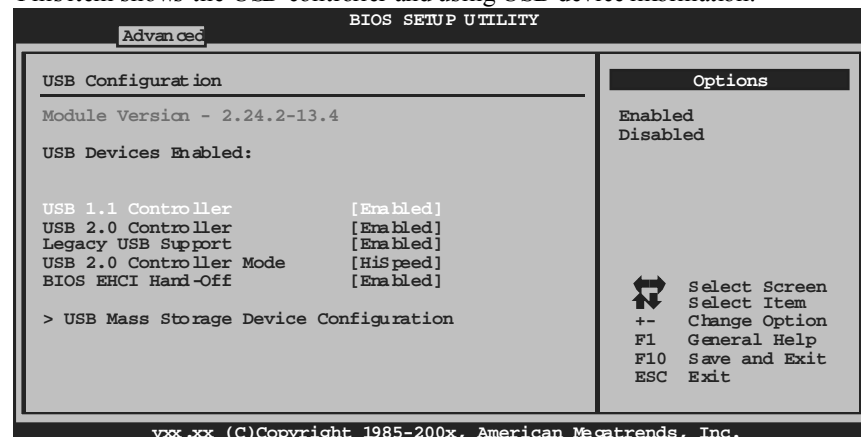 This item shows the USB controller and using USB device information.
BIOS SETUP UTILITY
Advanced
USB Configuration
Module Version - 2.24.2-13.4
USB Devices Enabled:
USB 1.1 Controller [Enabled]
USB 2.0 Controller [Enabled]
Legacy USB Support [Enabled]
USB 2.0 Controller Mode [HiSpeed]
BIOS EHCI Hand-Off [Enabled]
> USB Mass Storage Device Configuration
Options
Enabled
Disabled
Select Screen
Select Item
+- Change Option
F1 General Help
F10 Save and Exit
ESC Exit
vxx.xx (C)Copyright 1985-200x, American Megatrends, Inc.